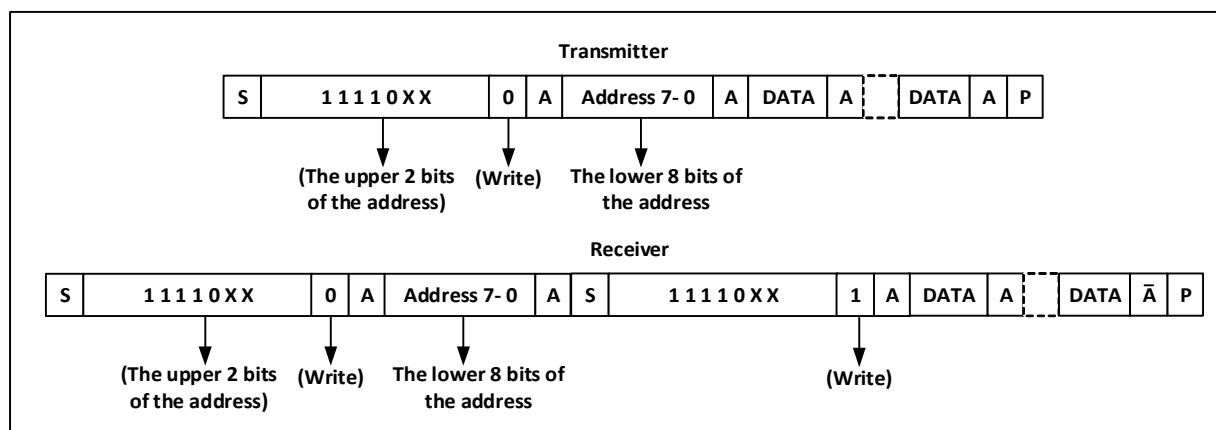 Transmitter
S 1 1 1 1 0 X X 0 A Address 7- 0 A DATA A DATA A P
(The upper 2 bits of the address) (Write) The lower 8 bits of the address
Receiver
S 1 1 1 1 0 X X 0 A Address 7- 0 A S 1 1 1 1 0 X X 1 A DATA A DATA Ā P
(The upper 2 bits of the address) (Write) The lower 8 bits of the address (Write)